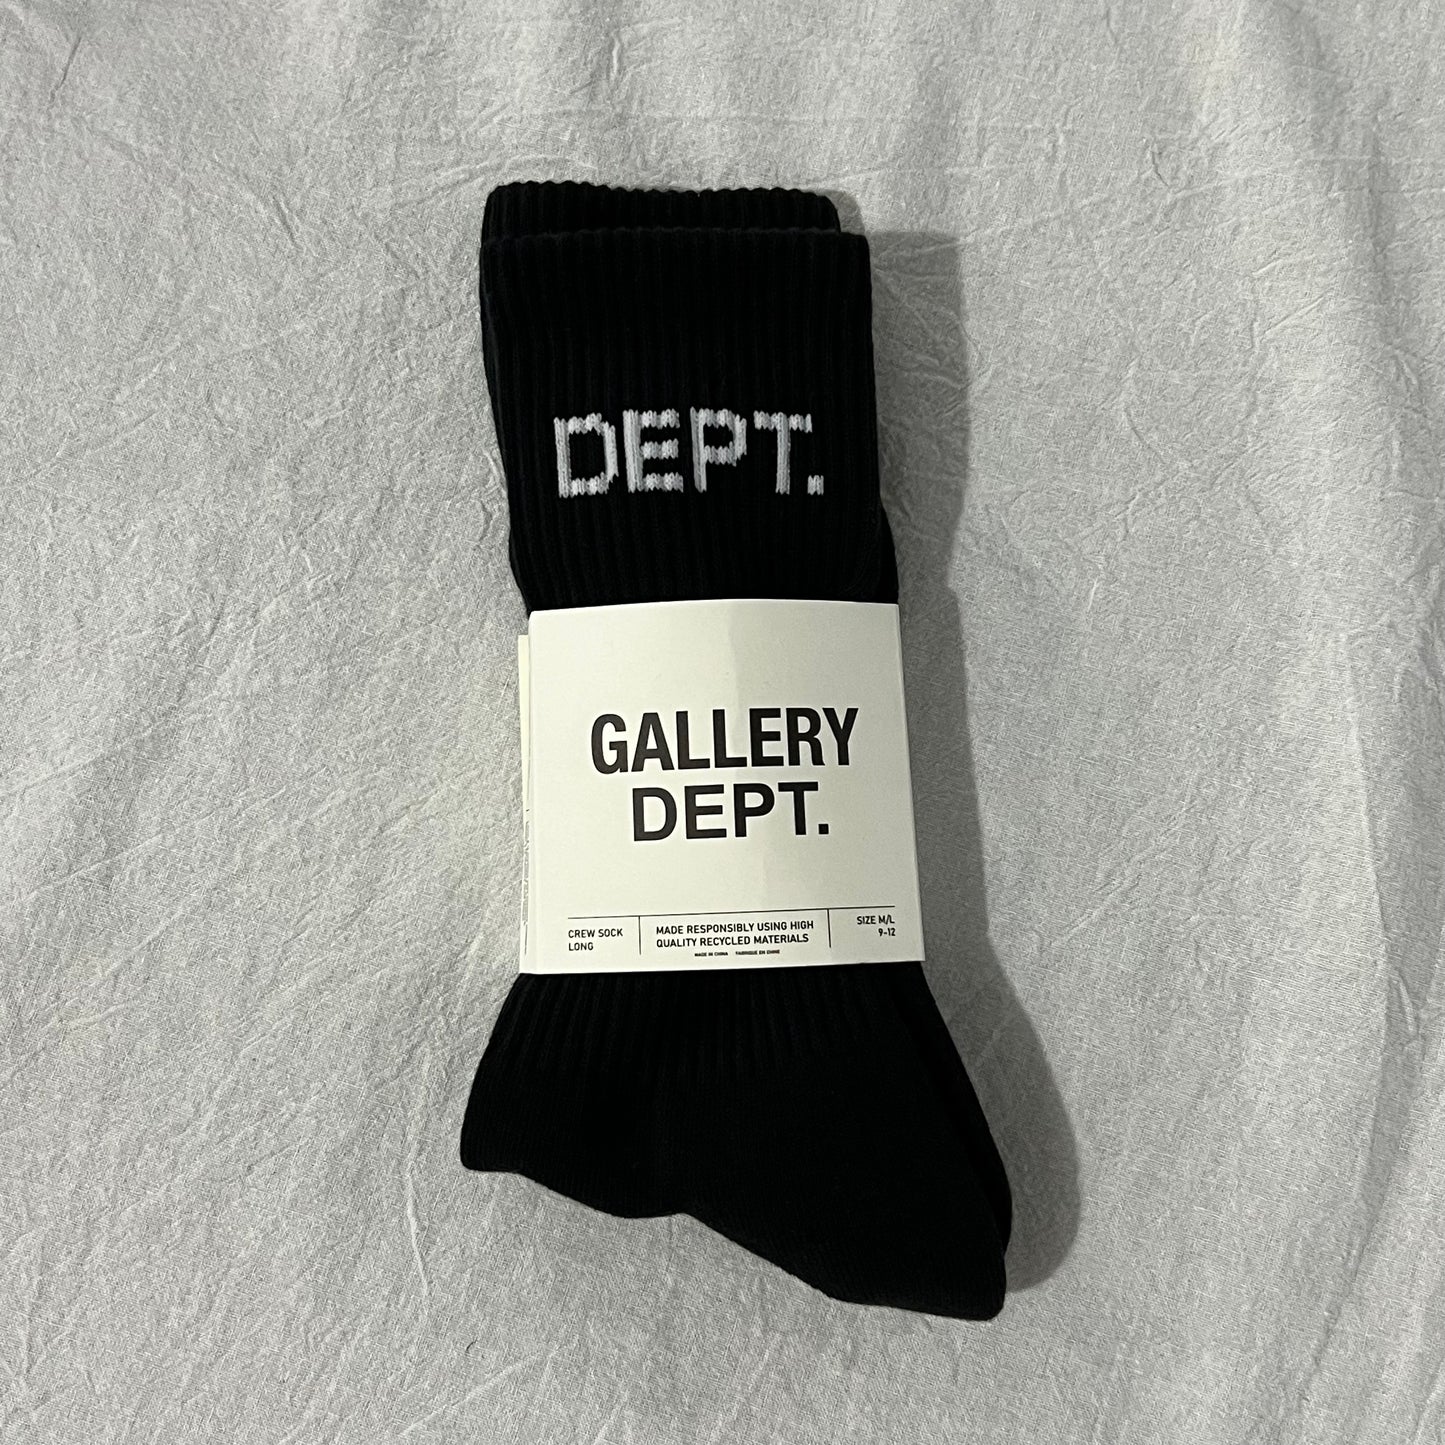 DEPT.
GALLERY
DEPT.
CREW SOCK
LONG
MADE RESPONSIBLY USING HIGH
QUALITY RECYCLED MATERIALS
MADE IN CHINA FABRIQUE EN CHINE
SIZE M/L
9-12